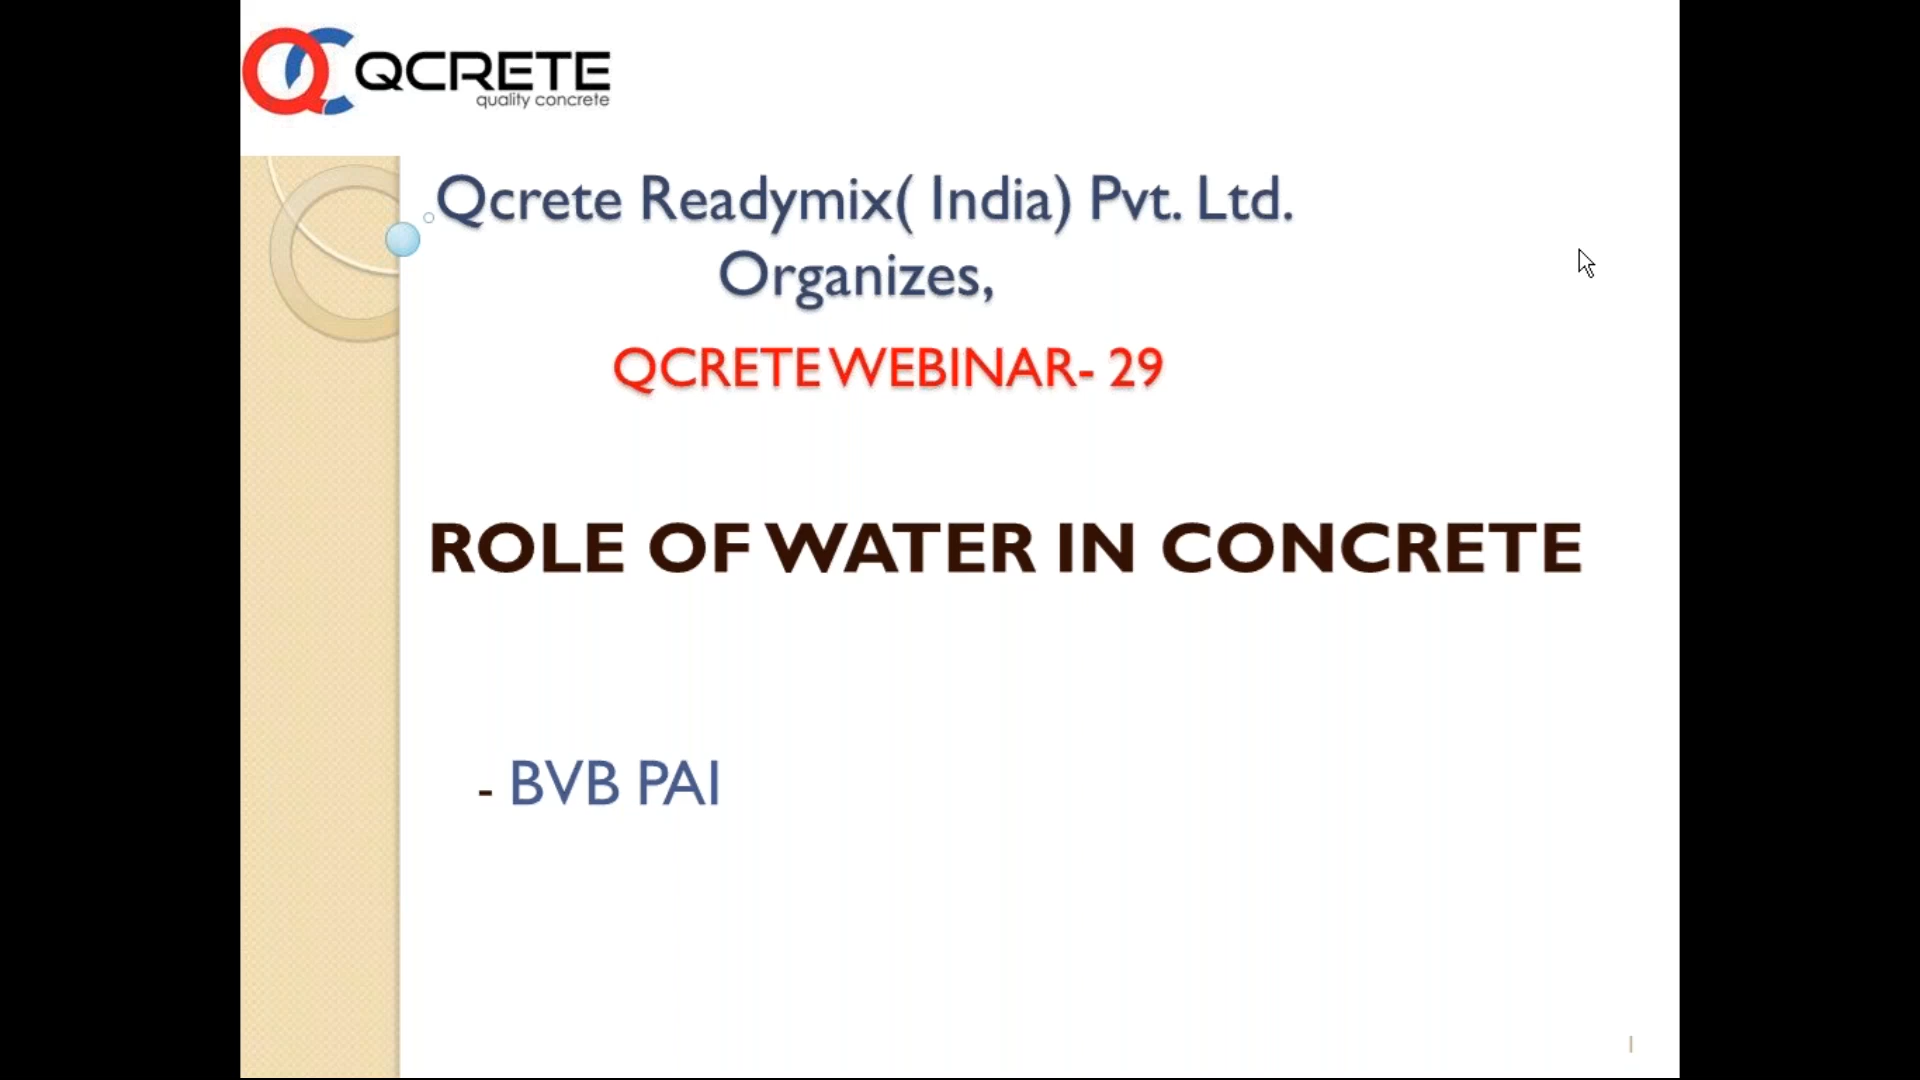 QCRETE
quality concrete
Qcrete Readymix( India) Pvt. Ltd.
Organizes,
QCRETE WEBINAR- 29
ROLE OF WATER IN CONCRETE
- BVB PAI
1